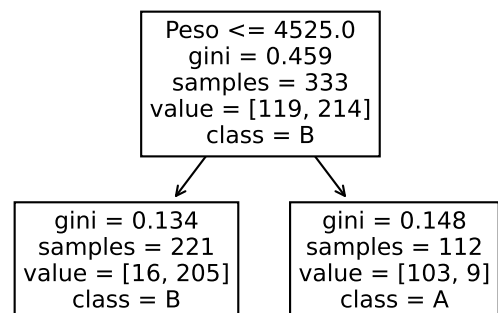 Peso <= 4525.0
gini = 0.459
samples = 333
value = [119, 214]
class = B
gini = 0.134
samples = 221
value = [16, 205]
class = B
gini = 0.148
samples = 112
value = [103, 9]
class = A